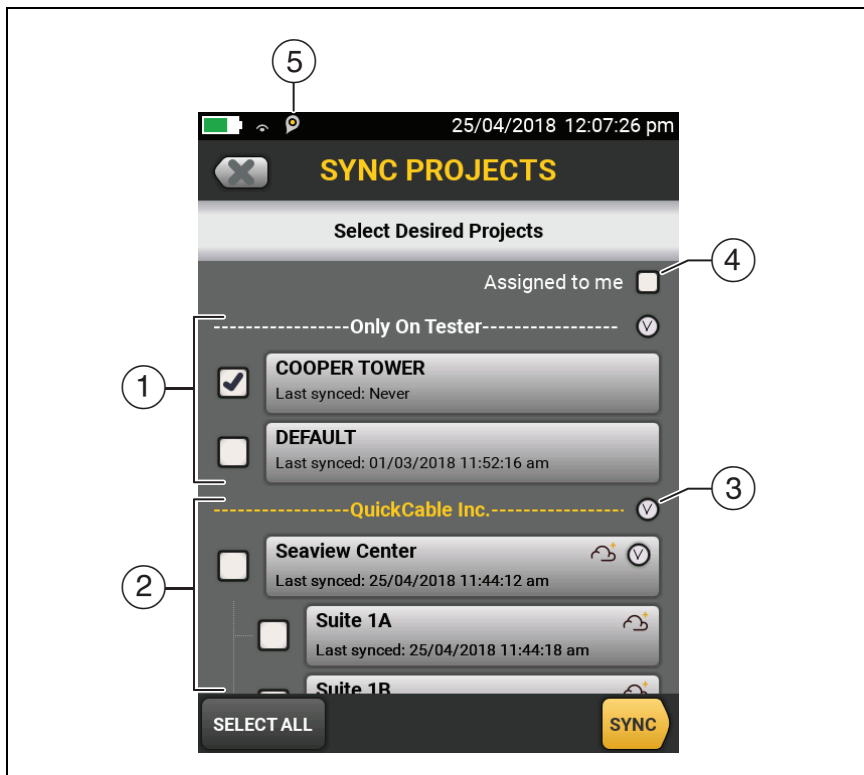 5
25/04/2018 12:07:26 pm
SYNC PROJECTS
Select Desired Projects
Assigned to me
4
------------------Only On Tester------------------
1
COOPER TOWER
Last synced: Never
DEFAULT
Last synced: 01/03/2018 11:52:16 am
3
------------------QuickCable Inc.------------------
2
Seaview Center
Last synced: 25/04/2018 11:44:12 am
Suite 1A
Last synced: 25/04/2018 11:44:18 am
Suite 1B
SELECT ALL
SYNC